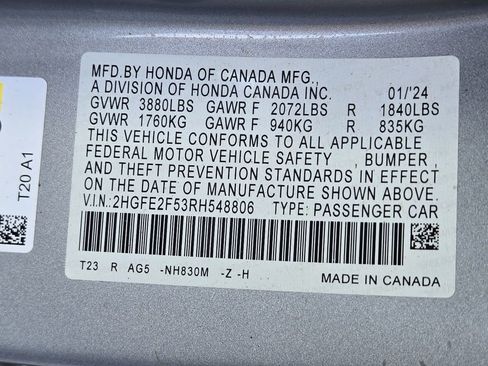 MFD.BY HONDA OF CANADA MFG.,
A DIVISION OF HONDA CANADA INC. 01/'24
GVWR 3880LBS GAWR F 2072LBS R 1840LBS
GVWR 1760KG GAWR F 940KG R 835KG
THIS VEHICLE CONFORMS TO ALL APPLICABLE
FEDERAL MOTOR VEHICLE SAFETY , BUMPER ,
AND THEFT PREVENTION STANDARDS IN EFFECT
ON THE DATE OF MANUFACTURE SHOWN ABOVE.
V.I.N.:2HGFE2F53RH548806 TYPE: PASSENGER CAR
T23 R AG5 -NH830M -Z -H
MADE IN CANADA
T20 A1